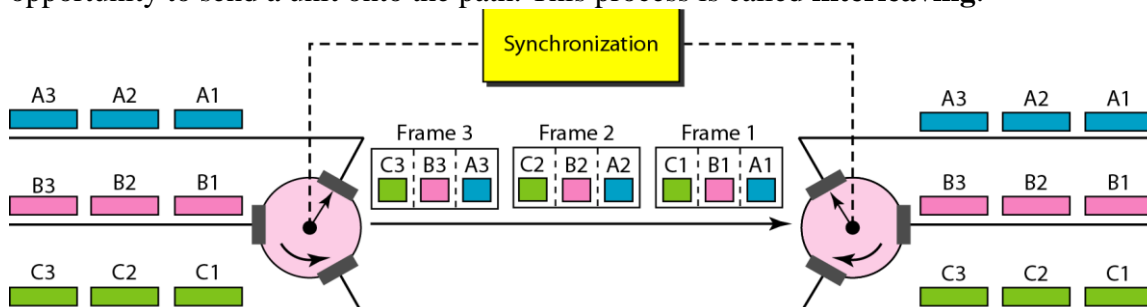 opportunity to send a unit onto the path. This process is called interleaving.
Synchronization
A3 A2 A1
Frame 3 Frame 2 Frame 1
A3 A2 A1
C3 B3 A3 C2 B2 A2 C1 B1 A1
B3 B2 B1
B3 B2 B1
C3 C2 C1
C3 C2 C1